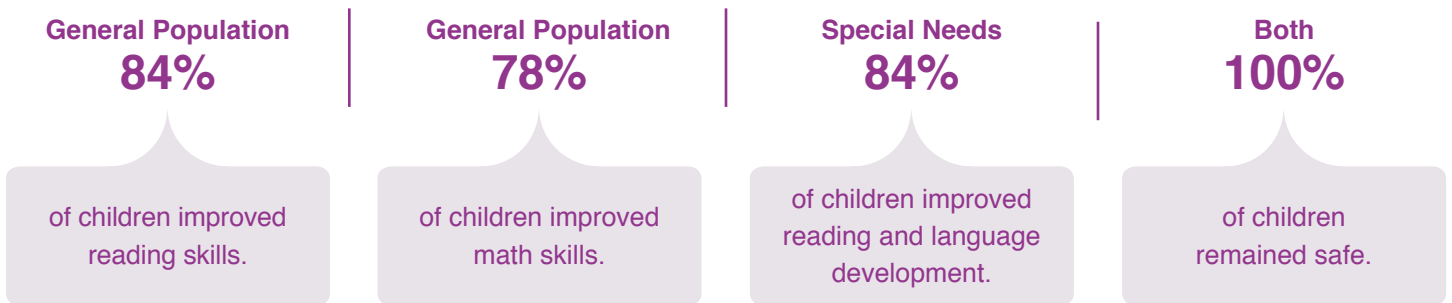 General Population
84%
of children improved
reading skills.
General Population
78%
of children improved
math skills.
Special Needs
84%
of children improved
reading and language
development.
Both
100%
of children
remained safe.